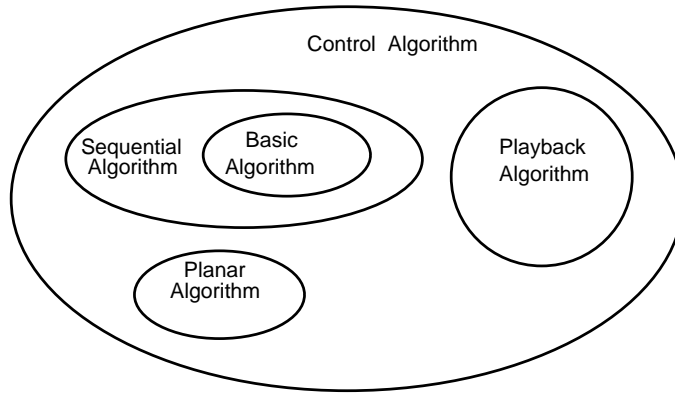 Control Algorithm
Sequential
Algorithm
Basic
Algorithm
Playback
Algorithm
Planar
Algorithm